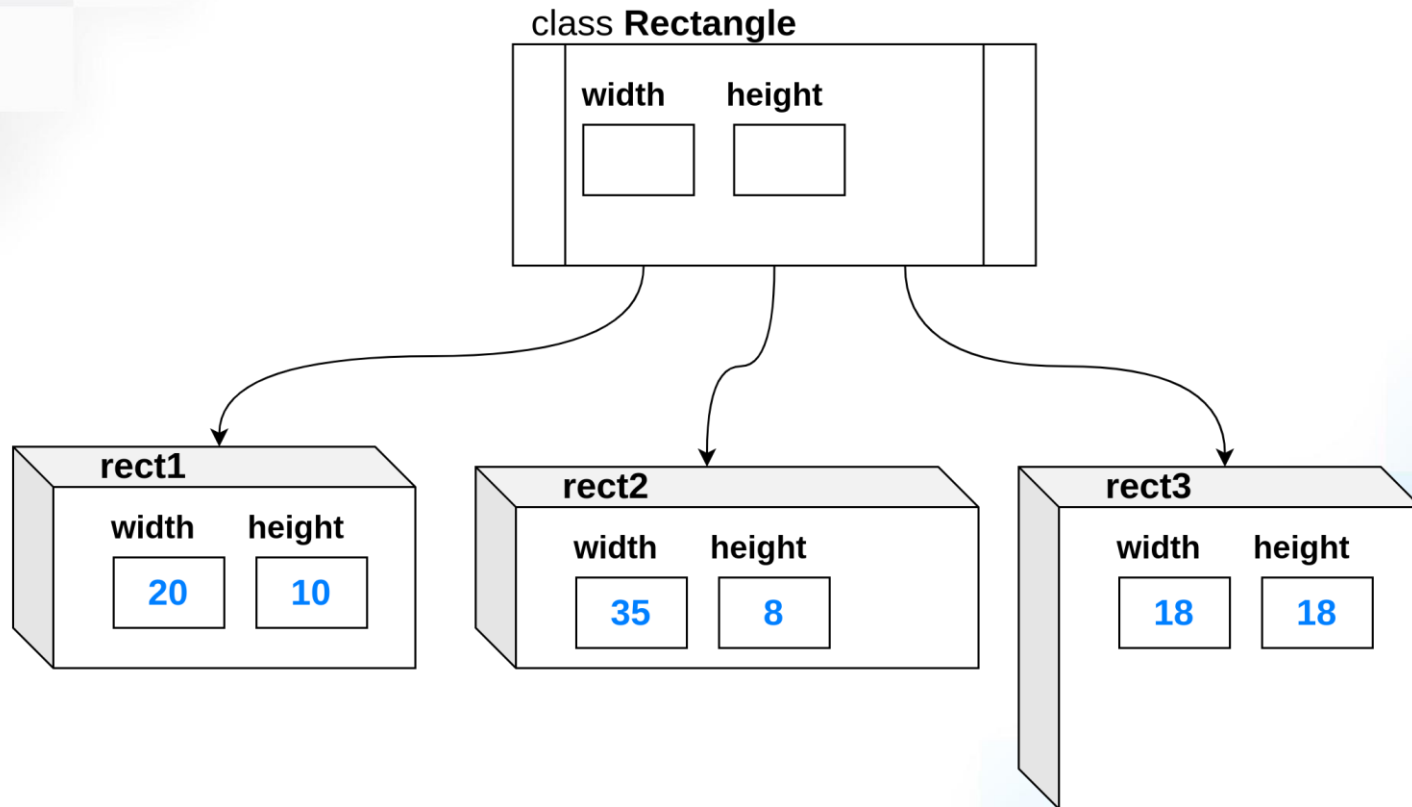 class Rectangle
width height
rect1
width height
20 10
rect2
width height
35 8
rect3
width height
18 18